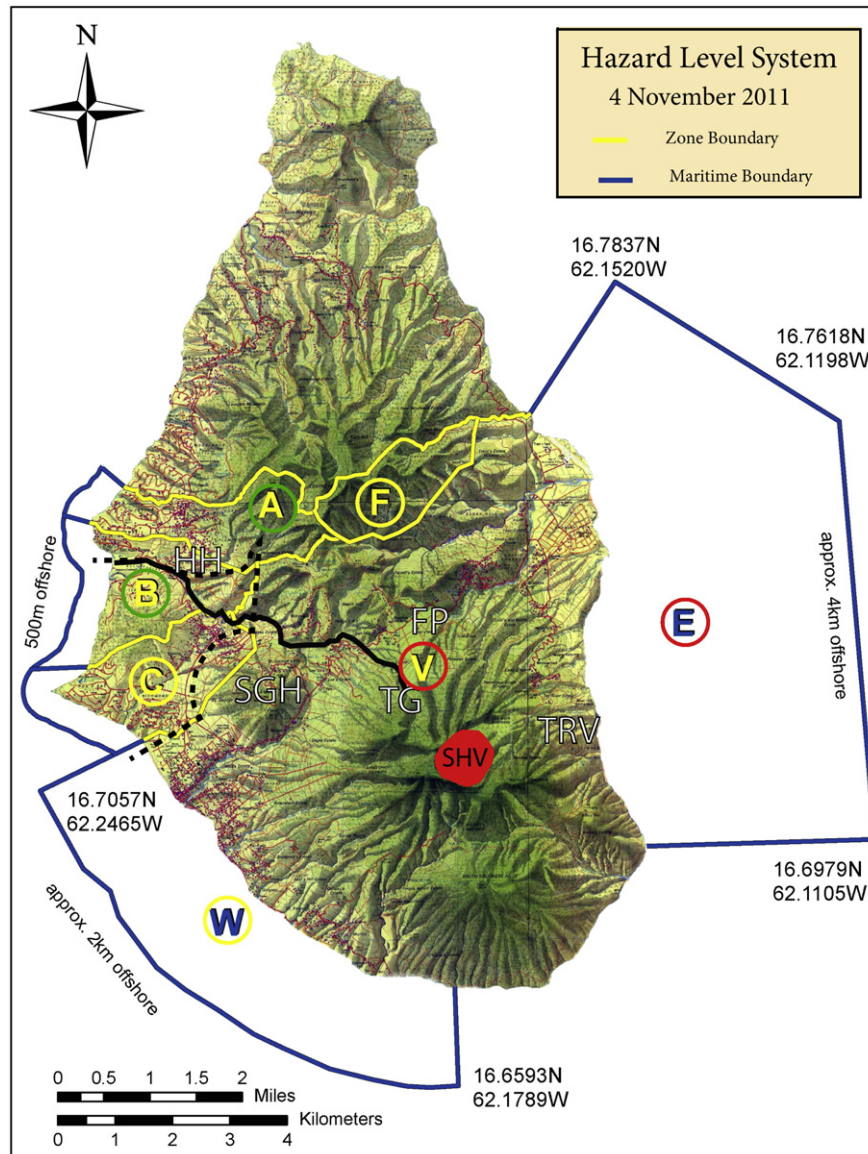 N
Hazard Level System
4 November 2011
Zone Boundary
Maritime Boundary
16.7837N
62.1520W
16.7618N
62.1198W
A
F
HH
500m offshore
B
FP
E
approx. 4km offshore
V
C
SGH
TG
TRV
SHV
16.7057N
62.2465W
16.6979N
62.1105W
W
approx. 2km offshore
16.6593N
62.1789W
0 0.5 1 1.5 2
Miles
Kilometers
0 1 2 3 4